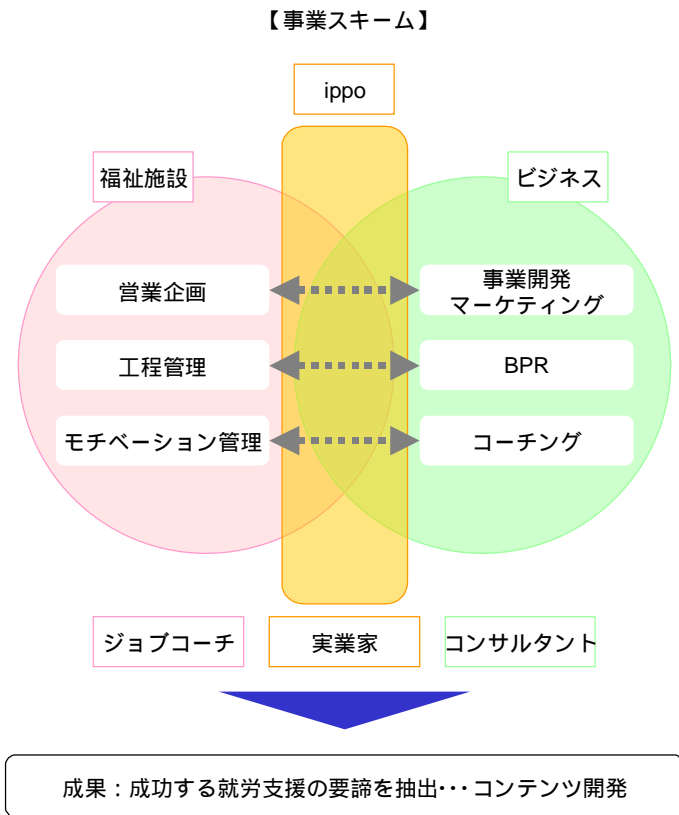 【事業スキーム】
ippo
福祉施設
ビジネス
営業企画
事業開発
マーケティング
工程管理
BPR
モチベーション管理
コーチング
ジョブコーチ
実業家
コンサルタント
成果：成功する就労支援の要諦を抽出･･･コンテンツ開発